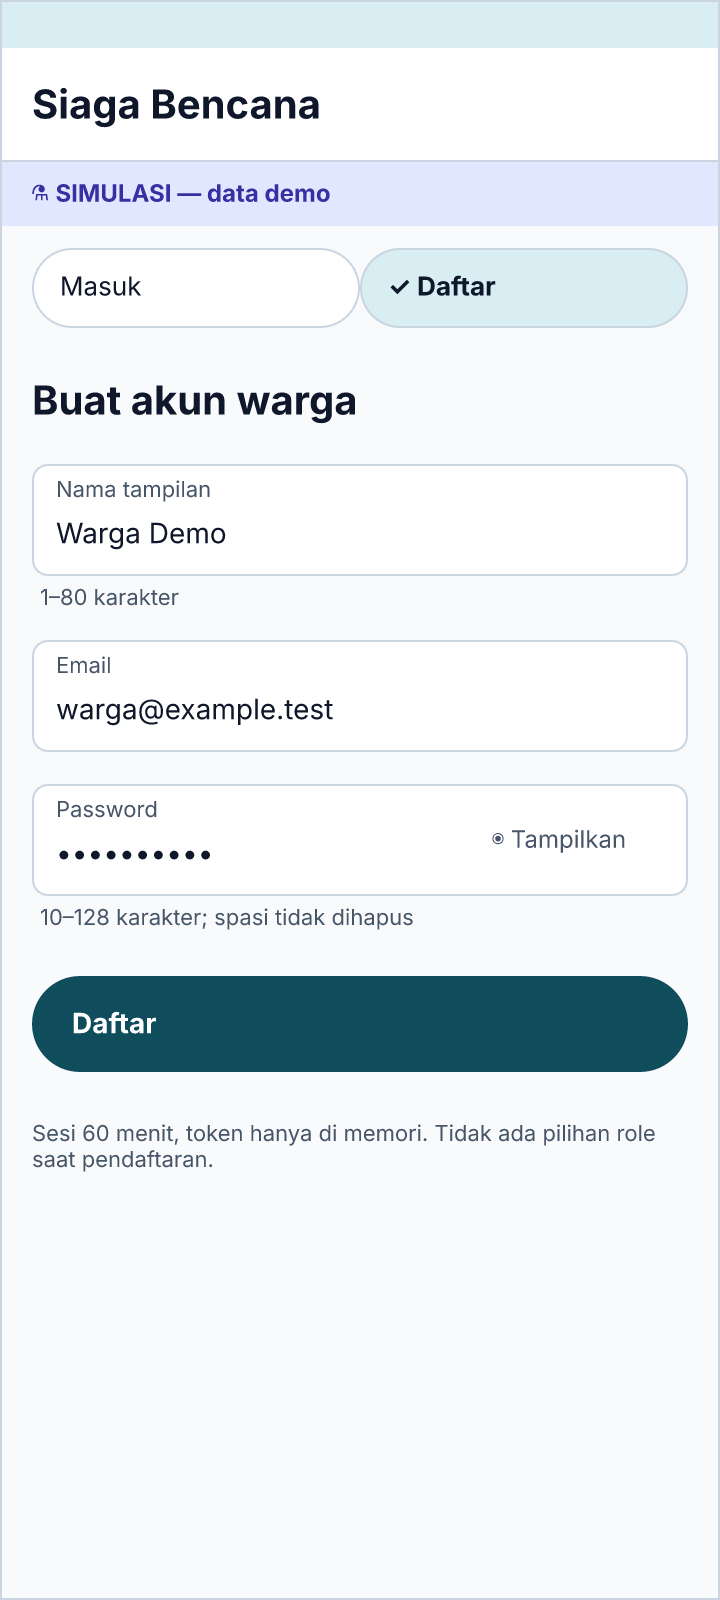 Siaga Bencana
⚗ SIMULASI — data demo
Masuk
✓ Daftar
Buat akun warga
Nama tampilan
Warga Demo
1–80 karakter
Email
warga@example.test
Password
••••••••••
◉ Tampilkan
10–128 karakter; spasi tidak dihapus
Daftar
Sesi 60 menit, token hanya di memori. Tidak ada pilihan role
saat pendaftaran.